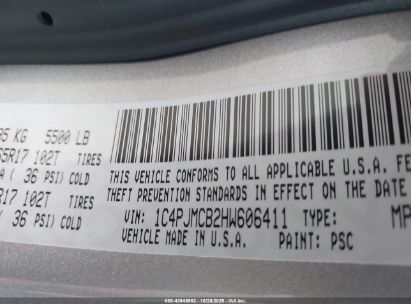 35 KG 5500 LB
65R17 102T TIRES
A ( 36 PSI) COLD
R17 102T TIRES
( 36 PSI) COLD
THIS VEHICLE CONFORMS TO ALL APPLICABLE U.S.A. FE
THEFT PREVENTION STANDARDS IN EFFECT ON THE DATE
VIN: 1C4PJMCB2HW606411 TYPE: MP
VEHICLE MADE IN U.S.A. PAINT: PSC